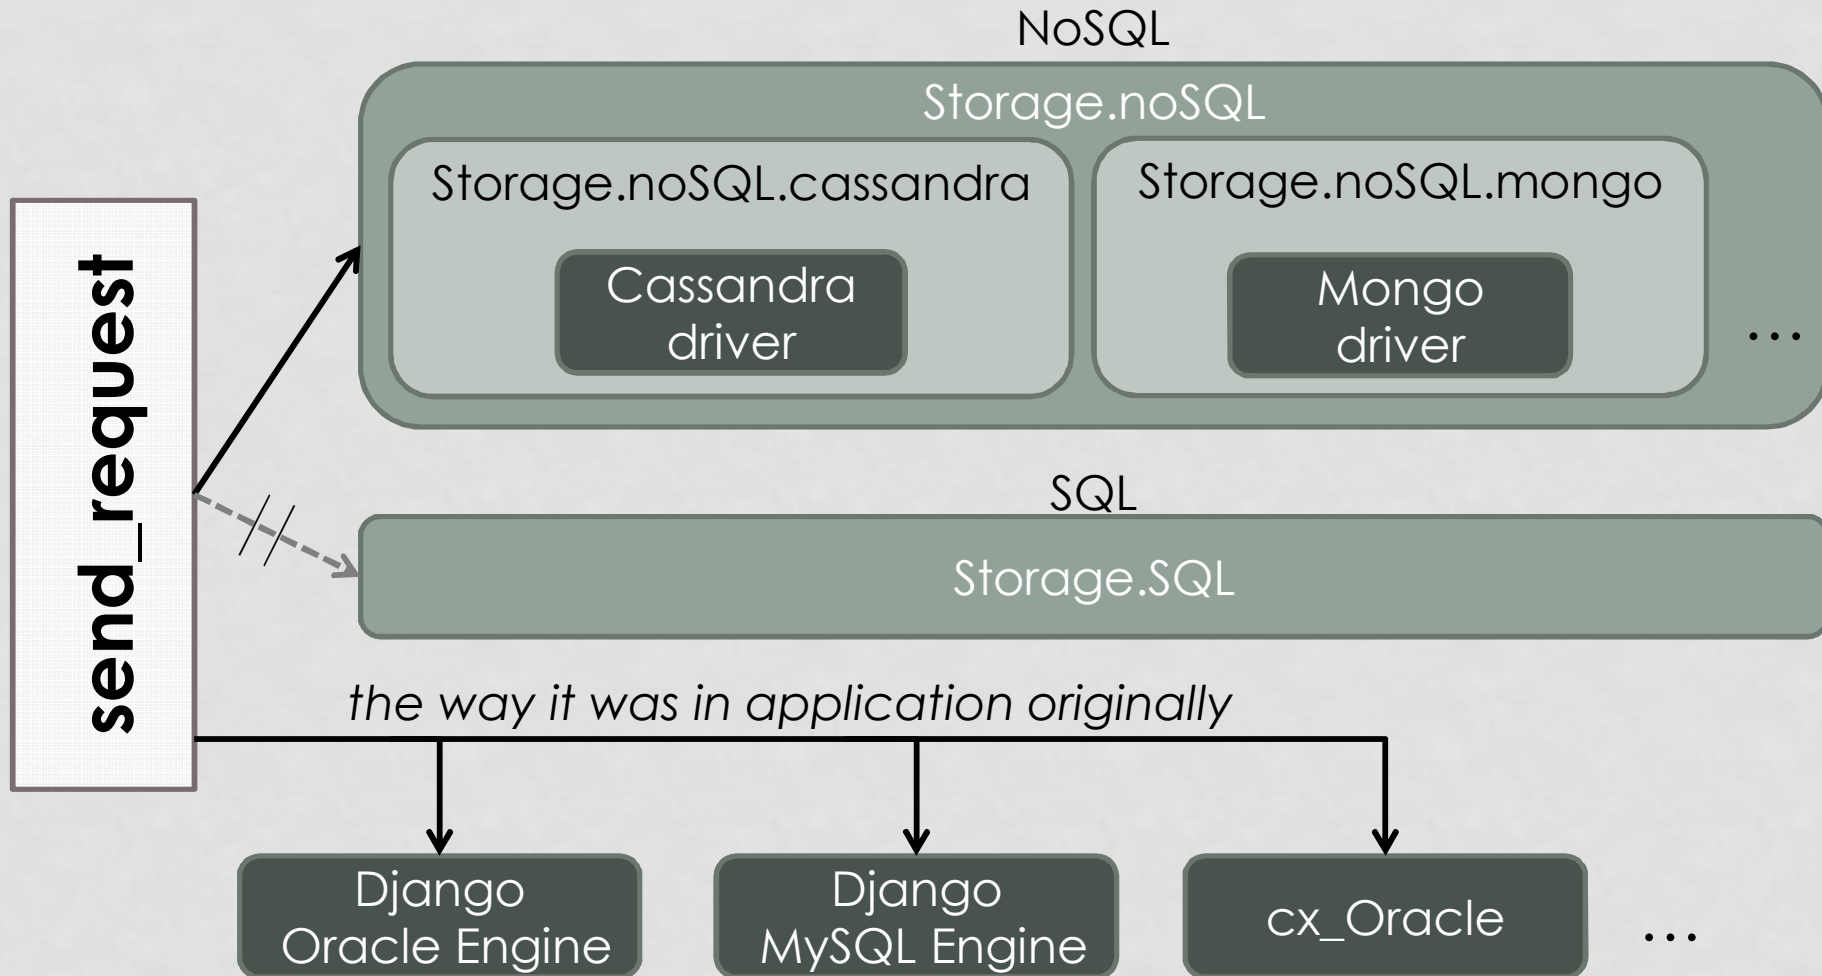 NoSQL
Storage.noSQL
Storage.noSQL.cassandra
Cassandra
driver
Storage.noSQL.mongo
Mongo
driver
...
send_request
SQL
Storage.SQL
the way it was in application originally
Django
Oracle Engine
Django
MySQL Engine
cx_Oracle
...